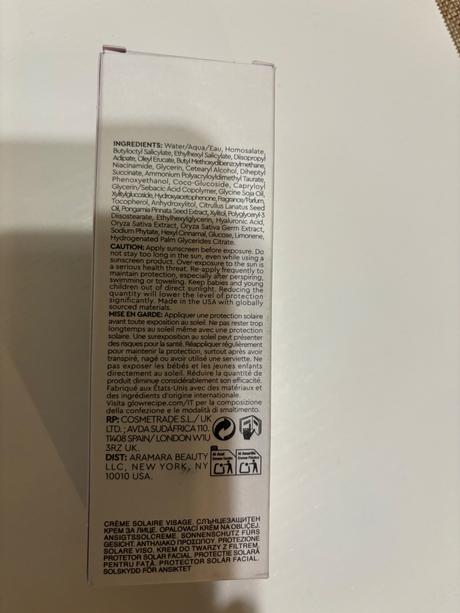 INGREDIENTS: Water/Aqua/Eau, Homosalate,
Butyloctyl Salicylate, Ethylhexyl Salicylate, Diisopropyl
Adipate, Oleyl Erucate, Butyl Methoxydibenzoylmethane,
Niacinamide, Glycerin, Cetearyl Alcohol, Diheptyl
Succinate, Ammonium Polyacryloyldimethyl Taurate,
Phenoxyethanol, Coco-Glucoside, Capryloyl
Glycerin/Sebacic Acid Copolymer, Glycine Soja Oil,
Xylitylglucoside, Hydroxyacetophenone, Fragrance/Parfum,
Tocopherol, Anhydroxylitol, Citrullus Lanatus Seed
Oil, Pongamia Pinnata Seed Extract, Xylitol, Polyglyceryl-3
Diisostearate, Ethylhexylglycerin, Hyaluronic Acid,
Oryza Sativa Extract, Oryza Sativa Germ Extract,
Sodium Phytate, Hexyl Cinnamal, Glucose, Limonene,
Hydrogenated Palm Glycerides Citrate.
CAUTION: Apply sunscreen before exposure. Do
not stay too long in the sun, even while using a
sunscreen product. Over-exposure to the sun is
a serious health threat. Re-apply frequently to
maintain protection, especially after perspiring,
swimming or toweling. Keep babies and young
children out of direct sunlight. Reducing the
quantity will lower the level of protection
significantly. Made in the USA with globally
sourced materials.
MISE EN GARDE: Appliquer une protection solaire
avant toute exposition au soleil. Ne pas rester trop
longtemps au soleil même avec une protection
solaire. Une surexposition au soleil peut présenter
des risques pour la santé. Réappliquer régulièrement
pour maintenir la protection, surtout après avoir
transpiré, nagé ou avoir utilisé une serviette. Ne
pas exposer les bébés et les jeunes enfants
directement au soleil. Réduire la quantité de
produit diminue considérablement son efficacité.
Fabriqué aux États-Unis avec des matériaux et
des ingrédients d'origine internationale.
Visita glowrecipe.com/IT per la composizione
della confezione e le modalità di smaltimento.
RP: COSMETRADE S.L./ UK
LTD.; AVDA SUDÁFRICA 110.
11408 SPAIN/ LONDON W1U
3RZ UK.
DIST: ARAMARA BEAUTY
LLC, NEW YORK, NY
10010 USA.
CRÈME SOLAIRE VISAGE. СЛЪНЦЕЗАЩИТЕН
КРЕМ ЗА ЛИЦЕ. OPALOVACÍ KRÉM NA OBLIČEJ.
ANSIGTSSOLCREME. SONNENSCHUTZ FÜRS
GESICHT. ΑΝΤΗΛΙΑΚΟ ΠΡΟΣΩΠΟΥ. PROTEZIONE
SOLARE VISO. KREM DO TWARZY Z FILTREM.
PROTETOR SOLAR FACIAL. PROTECȚIE SOLARĂ
PENTRU FAȚĂ. PROTECTOR SOLAR FACIAL.
SOLSKYDD FÖR ANSIKTET